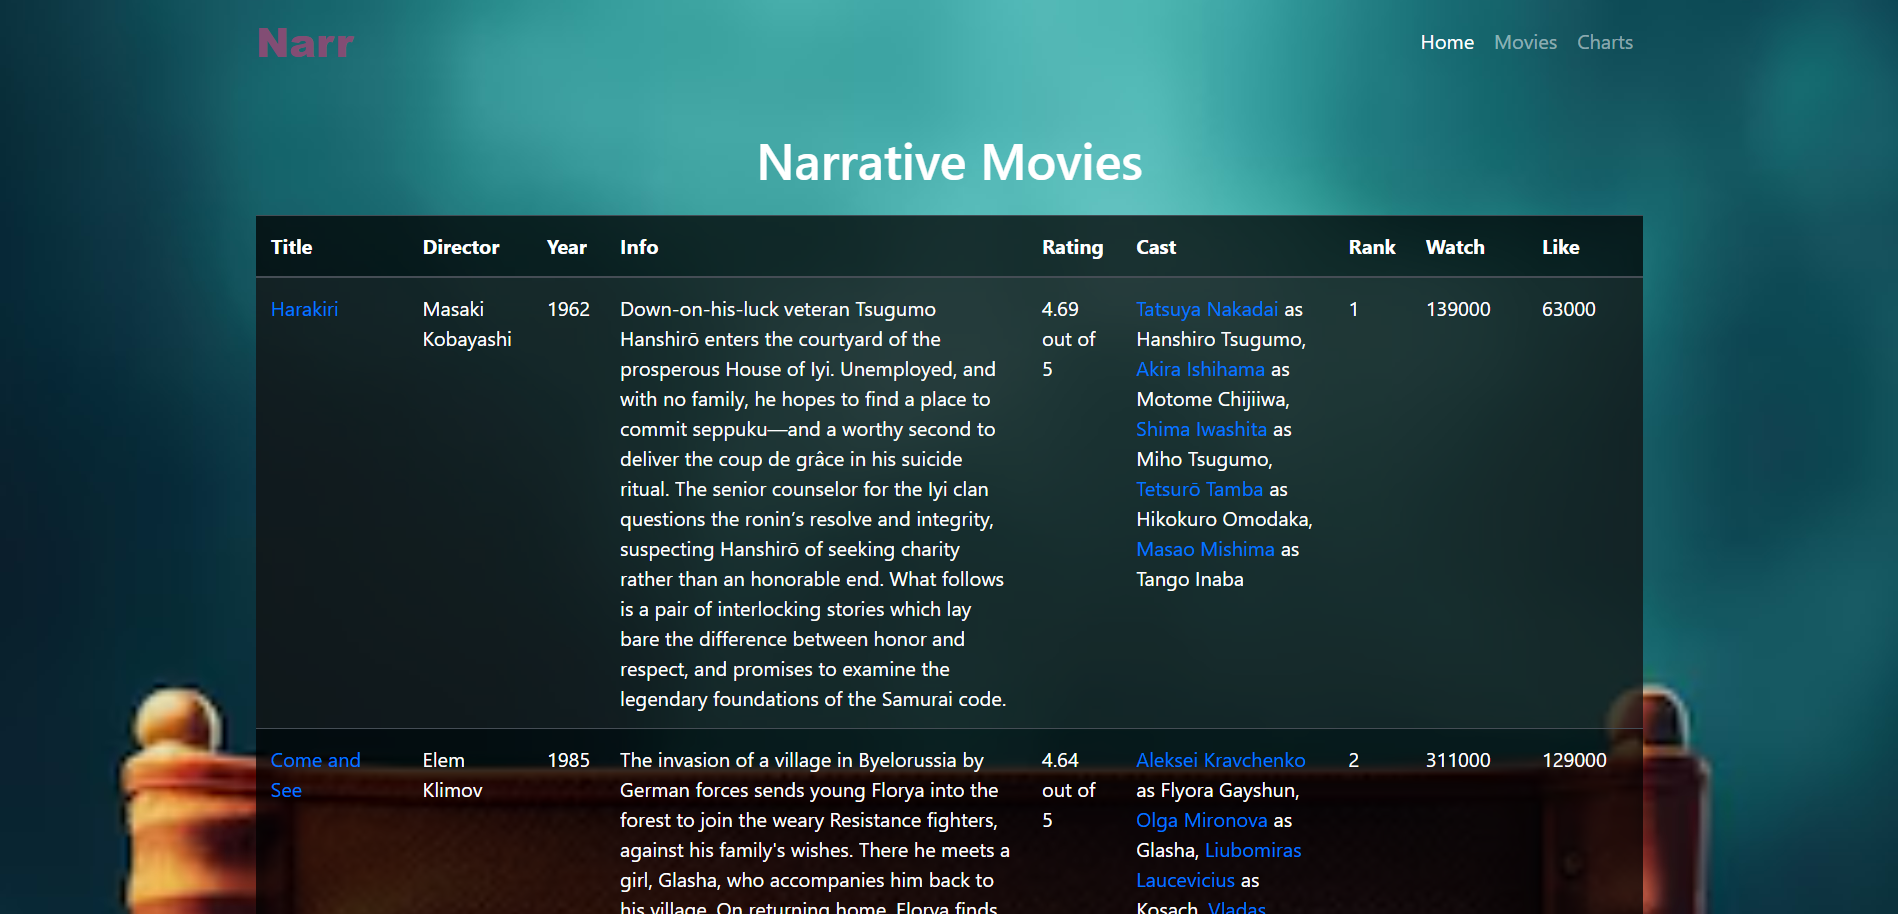 Narr
Home Movies Charts
Narrative Movies
Title Director Year Info Rating Cast Rank Watch Like
Harakiri Masaki 1962 Down-on-his-luck veteran Tsugumo 4.69 Tatsuya Nakadai as 1 139000 63000
Kobayashi Hanshirō enters the courtyard of the out of Hanshiro Tsugumo,
prosperous House of Iyi. Unemployed, and 5 Akira Ishihama as
with no family, he hopes to find a place to Motome Chijiiwa,
commit seppuku—and a worthy second to Shima Iwashita as
deliver the coup de grâce in his suicide Miho Tsugumo,
ritual. The senior counselor for the Iyi clan Tetsurō Tamba as
questions the ronin’s resolve and integrity, Hikokuro Omodaka,
suspecting Hanshirō of seeking charity Masao Mishima as
rather than an honorable end. What follows Tango Inaba
is a pair of interlocking stories which lay
bare the difference between honor and
respect, and promises to examine the
legendary foundations of the Samurai code.
Come and Elem 1985 The invasion of a village in Byelorussia by 4.64 Aleksei Kravchenko 2 311000 129000
See Klimov German forces sends young Florya into the out of as Flyora Gayshun,
forest to join the weary Resistance fighters, 5 Olga Mironova as
against his family's wishes. There he meets a Glasha, Liubomiras
girl, Glasha, who accompanies him back to Laucevicius as
his village. On returning home, Florya finds Kosach, Vladas